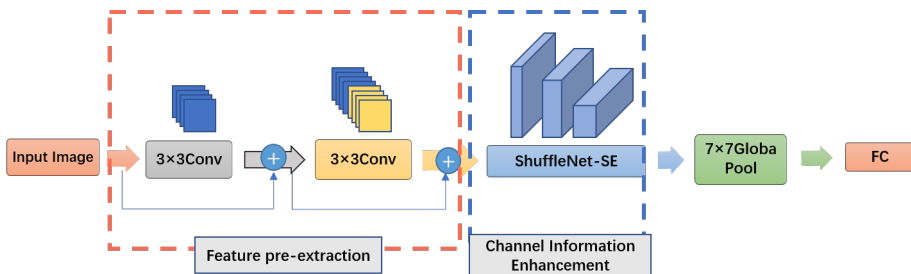 Input Image
3×3Conv
+
3×3Conv
+
ShuffleNet-SE
7×7Globa
Pool
FC
Feature pre-extraction
Channel Information
Enhancement